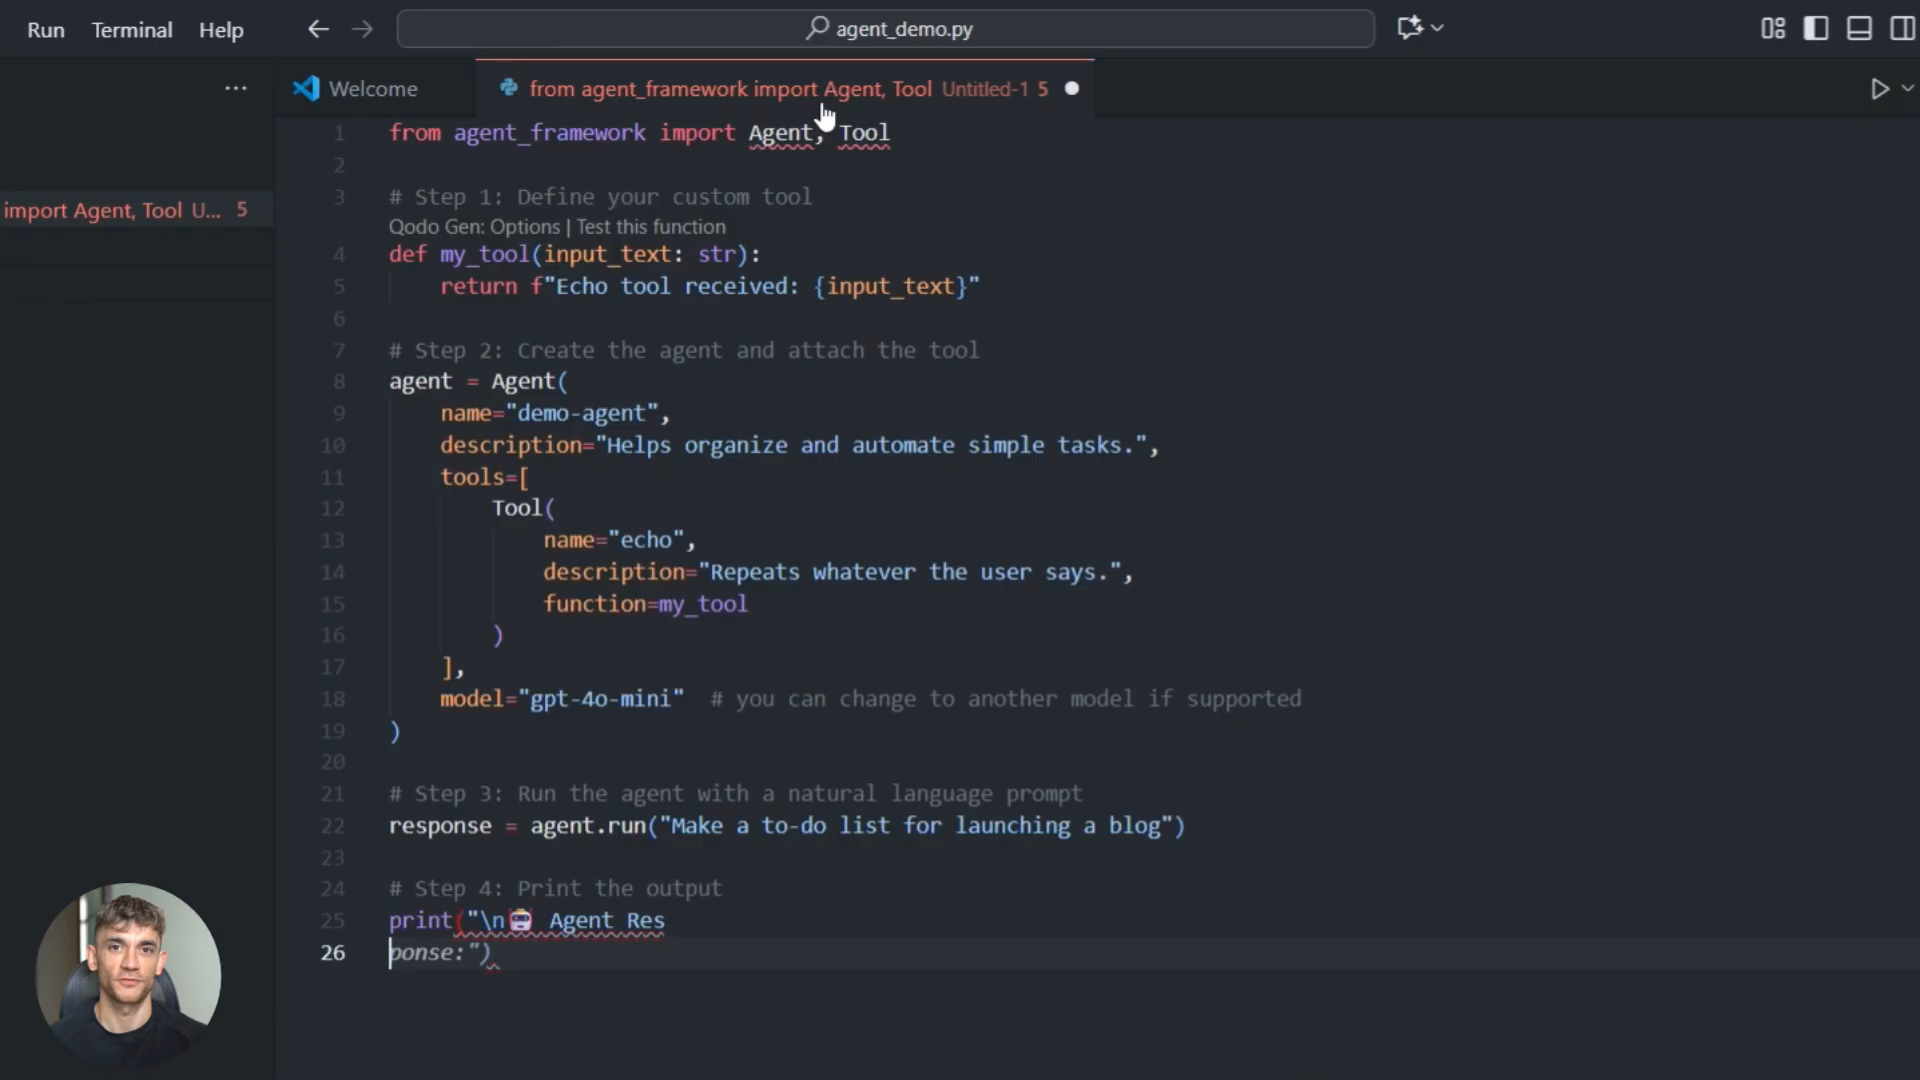 Run Terminal Help agent_demo.py
Welcome from agent_framework import Agent, Tool Untitled-1 5
import Agent, Tool U... 5
1 from agent_framework import Agent, Tool
2
3 # Step 1: Define your custom tool
Qodo Gen: Options | Test this function
4 def my_tool(input_text: str):
5     return f"Echo tool received: {input_text}"
6
7 # Step 2: Create the agent and attach the tool
8 agent = Agent(
9     name="demo-agent",
10     description="Helps organize and automate simple tasks.",
11     tools=[
12         Tool(
13             name="echo",
14             description="Repeats whatever the user says.",
15             function=my_tool
16         )
17     ],
18     model="gpt-4o-mini"  # you can change to another model if supported
19 )
20
21 # Step 3: Run the agent with a natural language prompt
22 response = agent.run("Make a to-do list for launching a blog")
23
24 # Step 4: Print the output
25 print("\n🤖 Agent Res
26 ponse:")